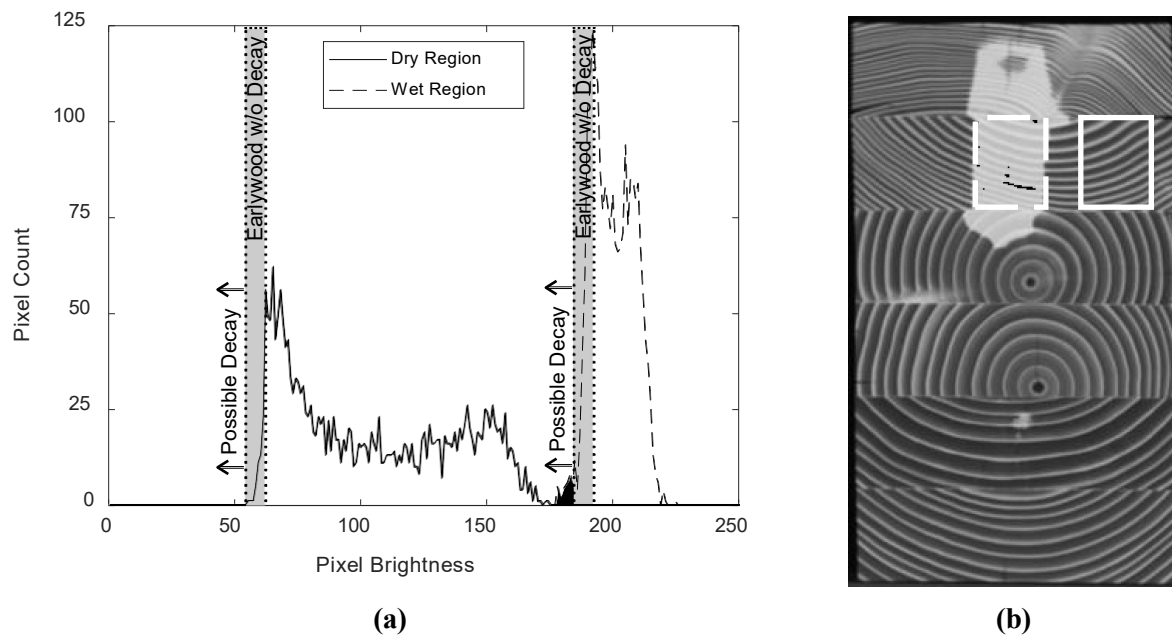 125
100
75
50
25
0
Pixel Count
0 50 100 150 200 250
Pixel Brightness
Dry Region
Wet Region
Earlywood w/o Decay
Possible Decay
Earlywood w/o Decay
Possible Decay
(a)
(b)